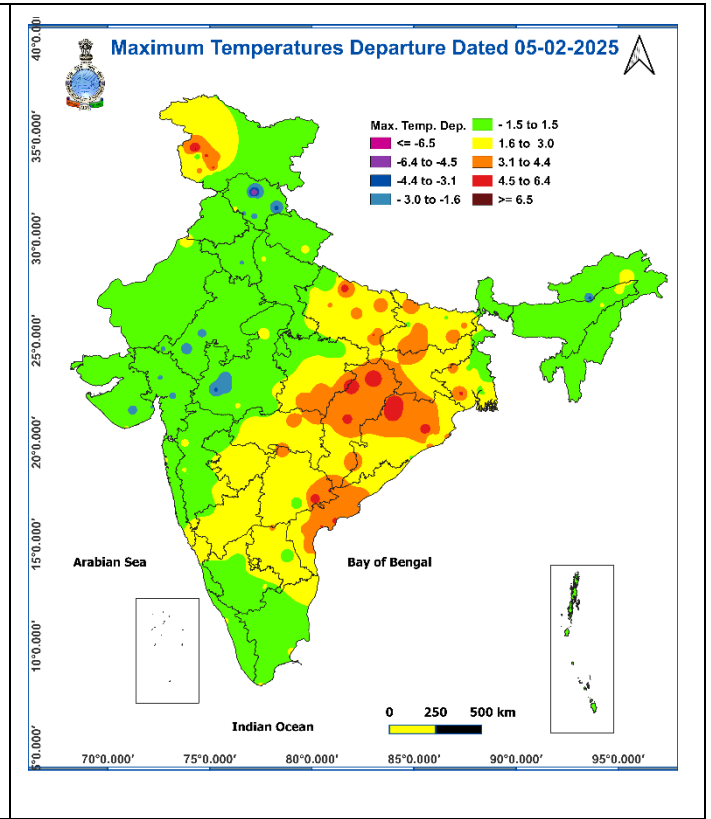 Maximum Temperatures Departure Dated 05-02-2025
Max. Temp. Dep.
<= -6.5
-6.4 to -4.5
-4.4 to -3.1
- 3.0 to -1.6
- 1.5 to 1.5
1.6 to 3.0
3.1 to 4.4
4.5 to 6.4
>= 6.5
40°0.000'
35°0.000'
30°0.000'
25°0.000'
20°0.000'
15°0.000'
10°0.000'
5°0.000'
Arabian Sea
Bay of Bengal
Indian Ocean
0 250 500 km
70°0.000' 75°0.000' 80°0.000' 85°0.000' 90°0.000' 95°0.000'